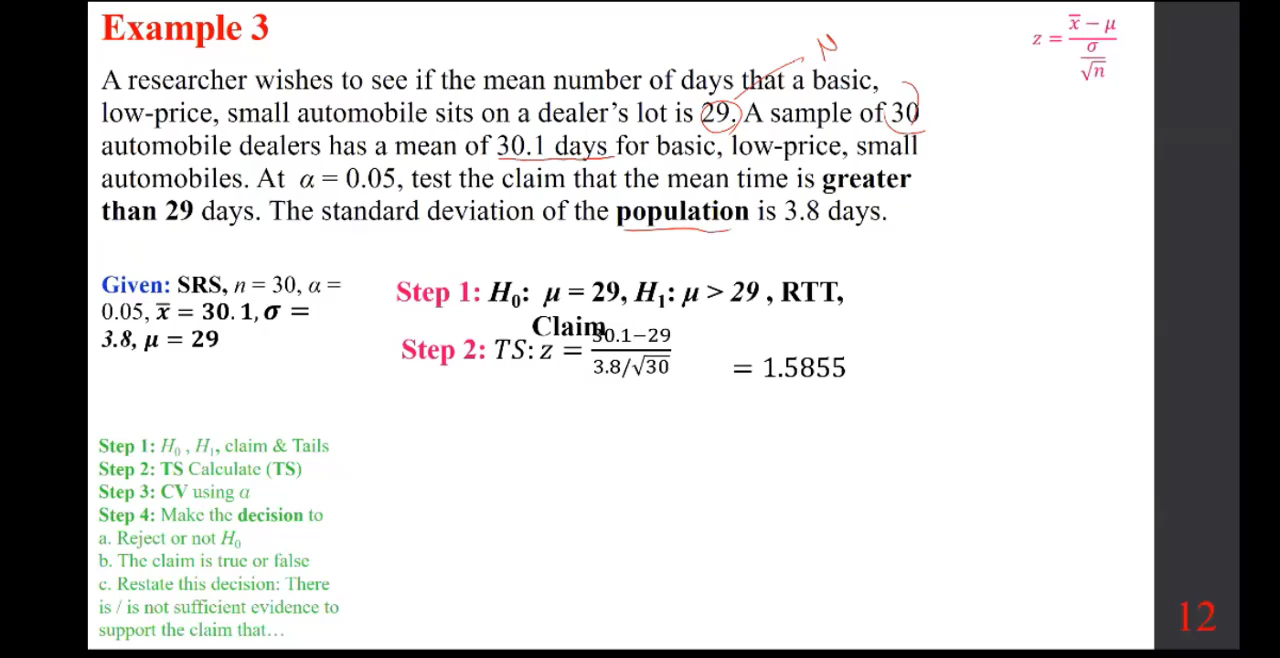 Example 3
z = x̄ − μ / σ / √n
N
A researcher wishes to see if the mean number of days that a basic,
low-price, small automobile sits on a dealer's lot is 29. A sample of 30
automobile dealers has a mean of 30.1 days for basic, low-price, small
automobiles. At α = 0.05, test the claim that the mean time is greater
than 29 days. The standard deviation of the population is 3.8 days.
Given: SRS, n = 30, α =
0.05, x̄ = 30.1, σ =
3.8, μ = 29
Step 1: H₀: μ = 29, H₁: μ > 29 , RTT,
Claim
Step 2: TS: z = 30.1−29 / 3.8/√30 = 1.5855
Step 1: H₀ , H₁, claim & Tails
Step 2: TS Calculate (TS)
Step 3: CV using α
Step 4: Make the decision to
a. Reject or not H₀
b. The claim is true or false
c. Restate this decision: There
is / is not sufficient evidence to
support the claim that…
12